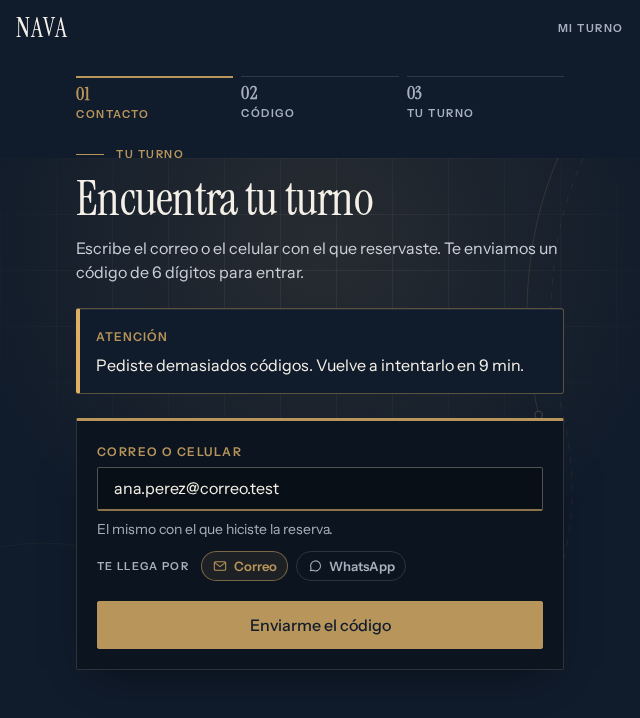 NAVA
MI TURNO
01
CONTACTO
02
CÓDIGO
03
TU TURNO
TU TURNO
Encuentra tu turno
Escribe el correo o el celular con el que reservaste. Te enviamos un
código de 6 dígitos para entrar.
ATENCIÓN
Pediste demasiados códigos. Vuelve a intentarlo en 9 min.
CORREO O CELULAR
ana.perez@correo.test
El mismo con el que hiciste la reserva.
TE LLEGA POR Correo WhatsApp
Enviarme el código